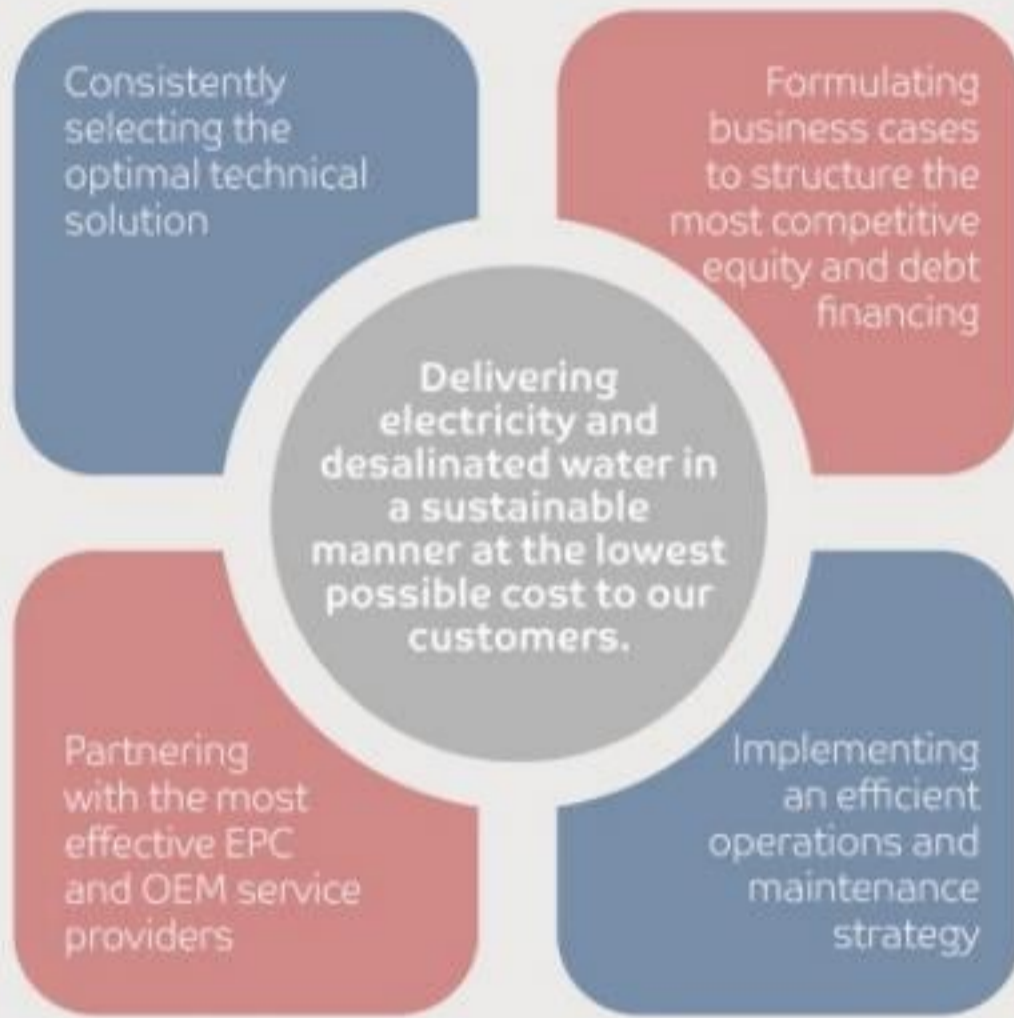 Consistently
selecting the
optimal technical
solution
Formulating
business cases
to structure the
most competitive
equity and debt
financing
Delivering
electricity and
desalinated water in
a sustainable
manner at the lowest
possible cost to our
customers.
Partnering
with the most
effective EPC
and OEM service
providers
Implementing
an efficient
operations and
maintenance
strategy